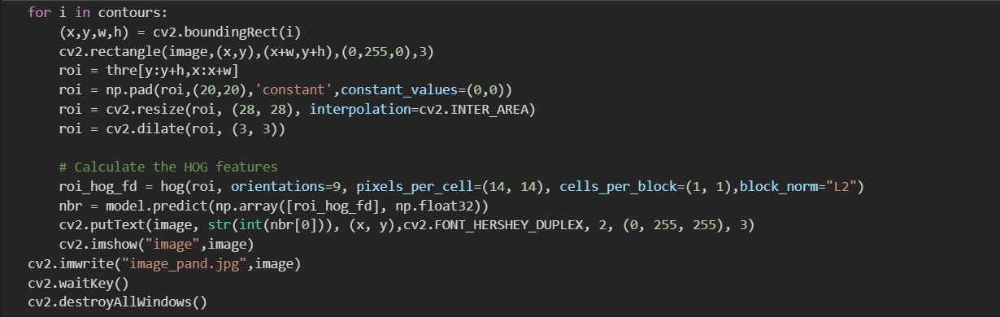 for i in contours:
    (x,y,w,h) = cv2.boundingRect(i)
    cv2.rectangle(image,(x,y),(x+w,y+h),(0,255,0),3)
    roi = thre[y:y+h,x:x+w]
    roi = np.pad(roi,(20,20),'constant',constant_values=(0,0))
    roi = cv2.resize(roi, (28, 28), interpolation=cv2.INTER_AREA)
    roi = cv2.dilate(roi, (3, 3))

    # Calculate the HOG features
    roi_hog_fd = hog(roi, orientations=9, pixels_per_cell=(14, 14), cells_per_block=(1, 1),block_norm="L2")
    nbr = model.predict(np.array([roi_hog_fd], np.float32))
    cv2.putText(image, str(int(nbr[0])), (x, y),cv2.FONT_HERSHEY_DUPLEX, 2, (0, 255, 255), 3)
    cv2.imshow("image",image)
cv2.imwrite("image_pand.jpg",image)
cv2.waitKey()
cv2.destroyAllWindows()